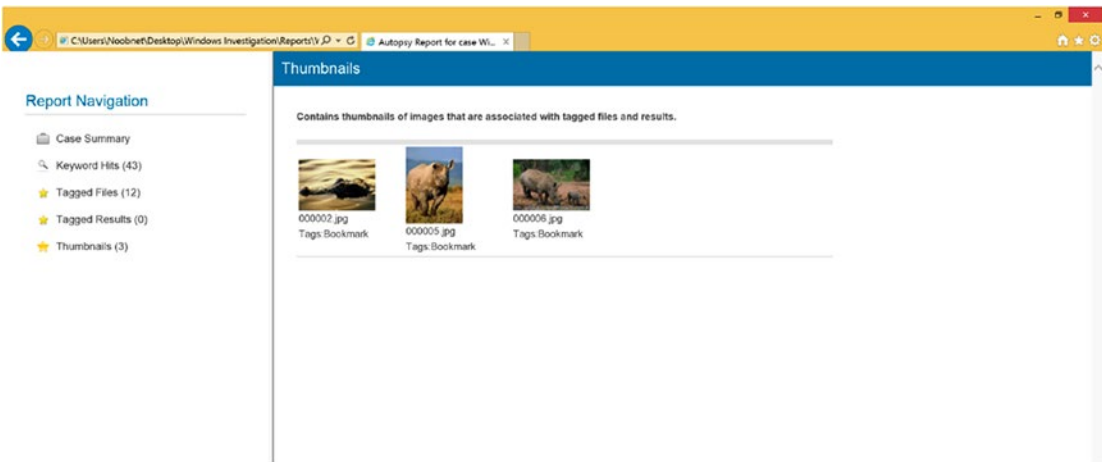 C:\Users\Noobnet\Desktop\Windows Investigation\Reports\
Autopsy Report for case Wi...
Thumbnails
Report Navigation
Case Summary
Keyword Hits (43)
Tagged Files (12)
Tagged Results (0)
Thumbnails (3)
Contains thumbnails of images that are associated with tagged files and results.
000002.jpg
Tags:Bookmark
000005.jpg
Tags:Bookmark
000006.jpg
Tags:Bookmark